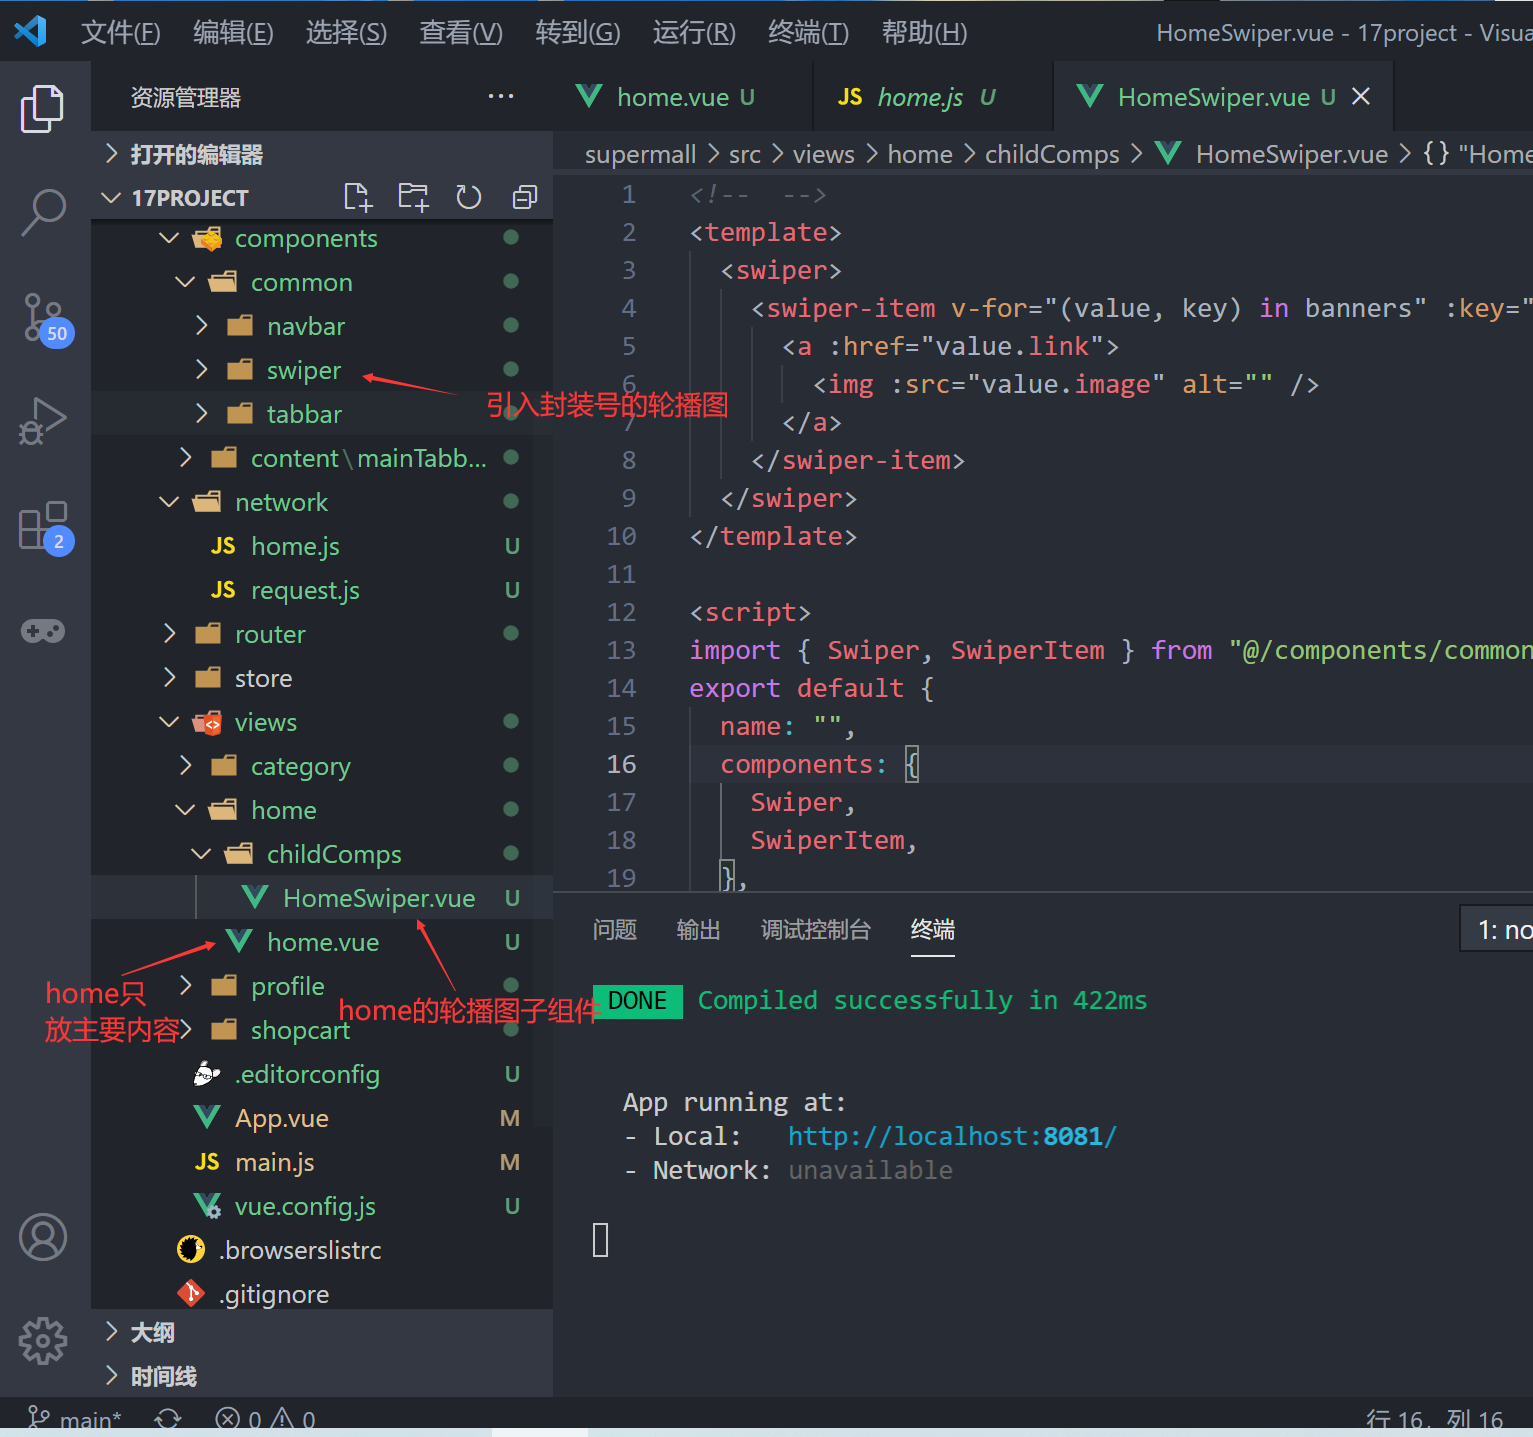 文件(F) 编辑(E) 选择(S) 查看(V) 转到(G) 运行(R) 终端(T) 帮助(H) HomeSwiper.vue - 17project - Visua
资源管理器 ···
home.vue U JS home.js U HomeSwiper.vue U
打开的编辑器
supermall > src > views > home > childComps > HomeSwiper.vue > {} "Home
17PROJECT
components
common
navbar
swiper
引入封装号的轮播图
tabbar
content\mainTabb...
network
JS home.js U
JS request.js U
router
store
views
category
home
childComps
HomeSwiper.vue U
home.vue U
home只
放主要内容
profile
home的轮播图子组件
shopcart
.editorconfig U
App.vue M
JS main.js M
vue.config.js U
.browserslistrc
.gitignore
大纲
时间线
50
2
1 <!--  -->
2 <template>
3 <swiper>
4 <swiper-item v-for="(value, key) in banners" :key="
5 <a :href="value.link">
6 <img :src="value.image" alt="" />
7 </a>
8 </swiper-item>
9 </swiper>
10 </template>
11
12 <script>
13 import { Swiper, SwiperItem } from "@/components/common
14 export default {
15 name: "",
16 components: {
17 Swiper,
18 SwiperItem,
19 },
问题 输出 调试控制台 终端 1: no
DONE Compiled successfully in 422ms
App running at:
- Local: http://localhost:8081/
- Network: unavailable
main* 0 0 行 16，列 16